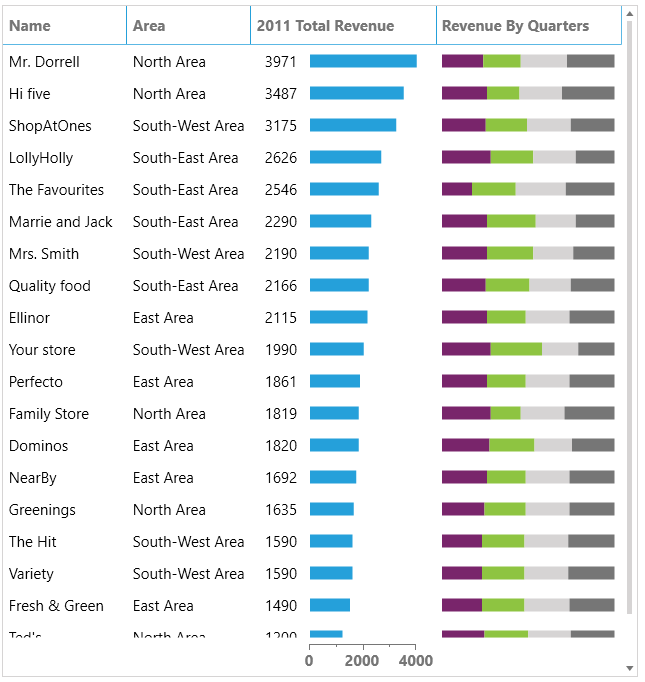 Name Area 2011 Total Revenue Revenue By Quarters
Mr. Dorrell North Area 3971
Hi five North Area 3487
ShopAtOnes South-West Area 3175
LollyHolly South-East Area 2626
The Favourites South-East Area 2546
Marrie and Jack South-East Area 2290
Mrs. Smith South-West Area 2190
Quality food South-East Area 2166
Ellinor East Area 2115
Your store South-West Area 1990
Perfecto East Area 1861
Family Store North Area 1819
Dominos East Area 1820
NearBy East Area 1692
Greenings North Area 1635
The Hit South-West Area 1590
Variety South-West Area 1590
Fresh & Green East Area 1490
Ted's North Area
0 2000 4000